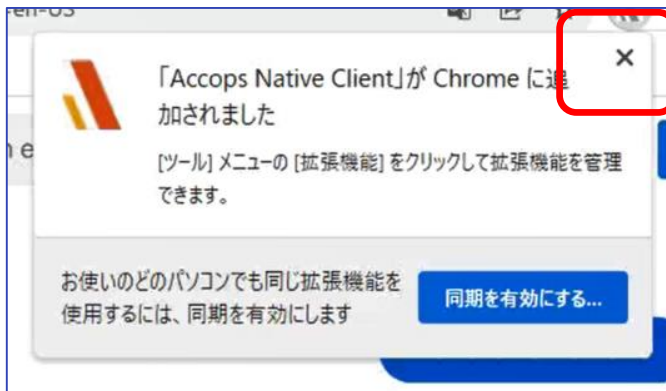 en-US
「Accops Native Client」が Chrome に追
加されました
[ツール] メニューの [拡張機能] をクリックして拡張機能を管理
できます。
お使いのどのパソコンでも同じ拡張機能を
使用するには、同期を有効にします
同期を有効にする...